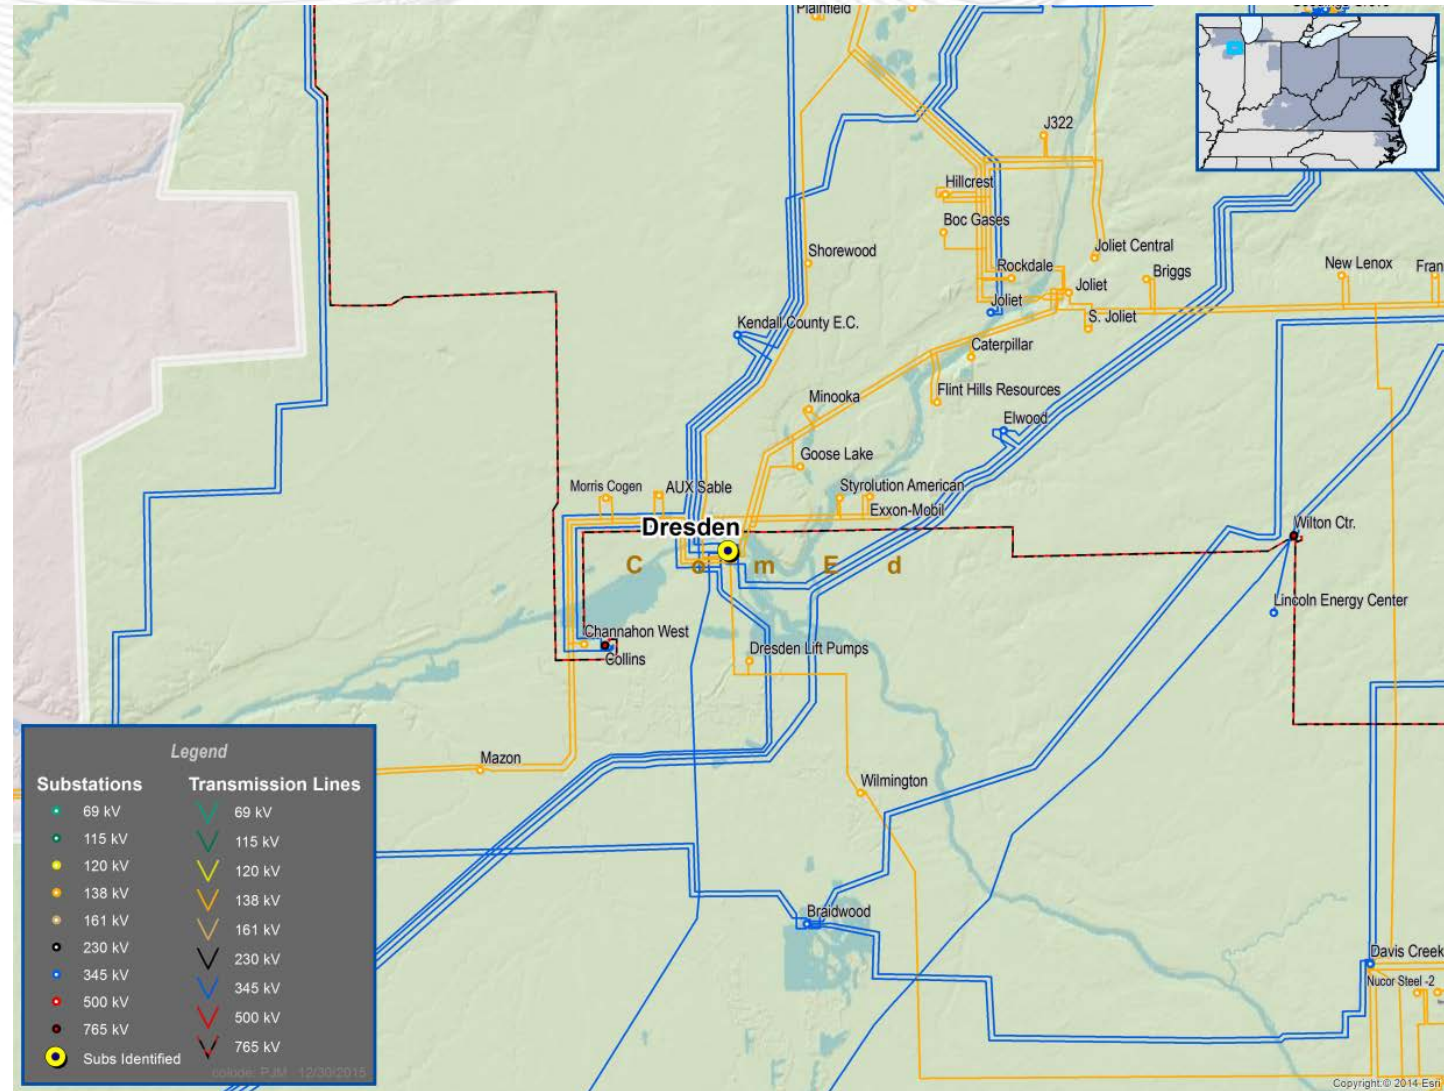 Plainfield
J322
Hillcrest
Boc Gases
Shorewood
Joliet Central
Rockdale
Briggs
New Lenox
Fran
Joliet
Joliet
S. Joliet
Kendall County E.C.
Caterpillar
Flint Hills Resources
Minooka
Elwood
Goose Lake
Morris Cogen
AUX Sable
Styrolution American
Exxon-Mobil
Dresden
Wilton Ctr.
C o m E d
Lincoln Energy Center
Channahon West
Collins
Dresden Lift Pumps
Mazon
Wilmington
Braidwood
Davis Creek
Nucor Steel -2
Legend
Substations Transmission Lines
69 kV 69 kV
115 kV 115 kV
120 kV 120 kV
138 kV 138 kV
161 kV 161 kV
230 kV 230 kV
345 kV 345 kV
500 kV 500 kV
765 kV 765 kV
Subs Identified
PJM 12/20/2015
Copyright:© 2014 Esri